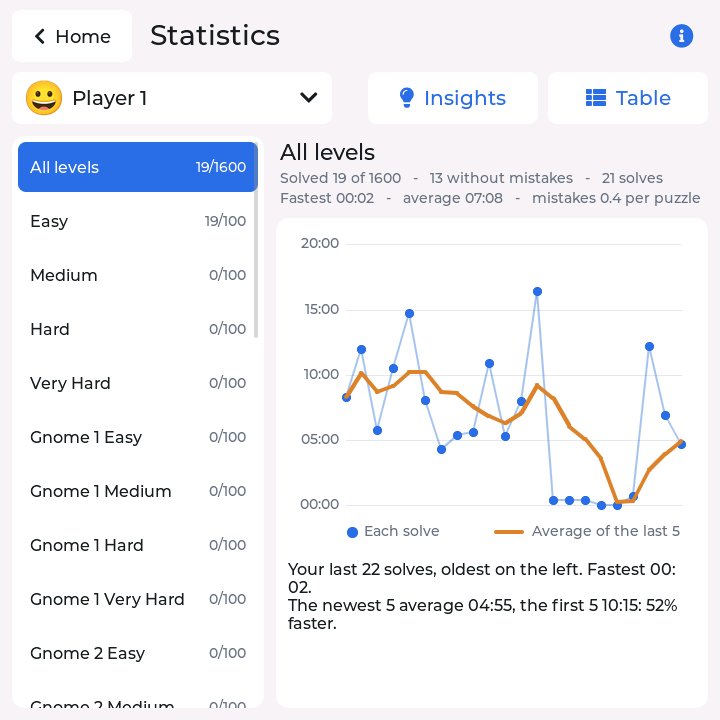 Home
Statistics
Player 1
Insights
Table
All levels 19/1600
Easy 19/100
Medium 0/100
Hard 0/100
Very Hard 0/100
Gnome 1 Easy 0/100
Gnome 1 Medium 0/100
Gnome 1 Hard 0/100
Gnome 1 Very Hard 0/100
Gnome 2 Easy 0/100
Gnome 2 Medium 0/100
All levels
Solved 19 of 1600 - 13 without mistakes - 21 solves
Fastest 00:02 - average 07:08 - mistakes 0.4 per puzzle
20:00
15:00
10:00
05:00
00:00
Each solve
Average of the last 5
Your last 22 solves, oldest on the left. Fastest 00:
02.
The newest 5 average 04:55, the first 5 10:15: 52%
faster.